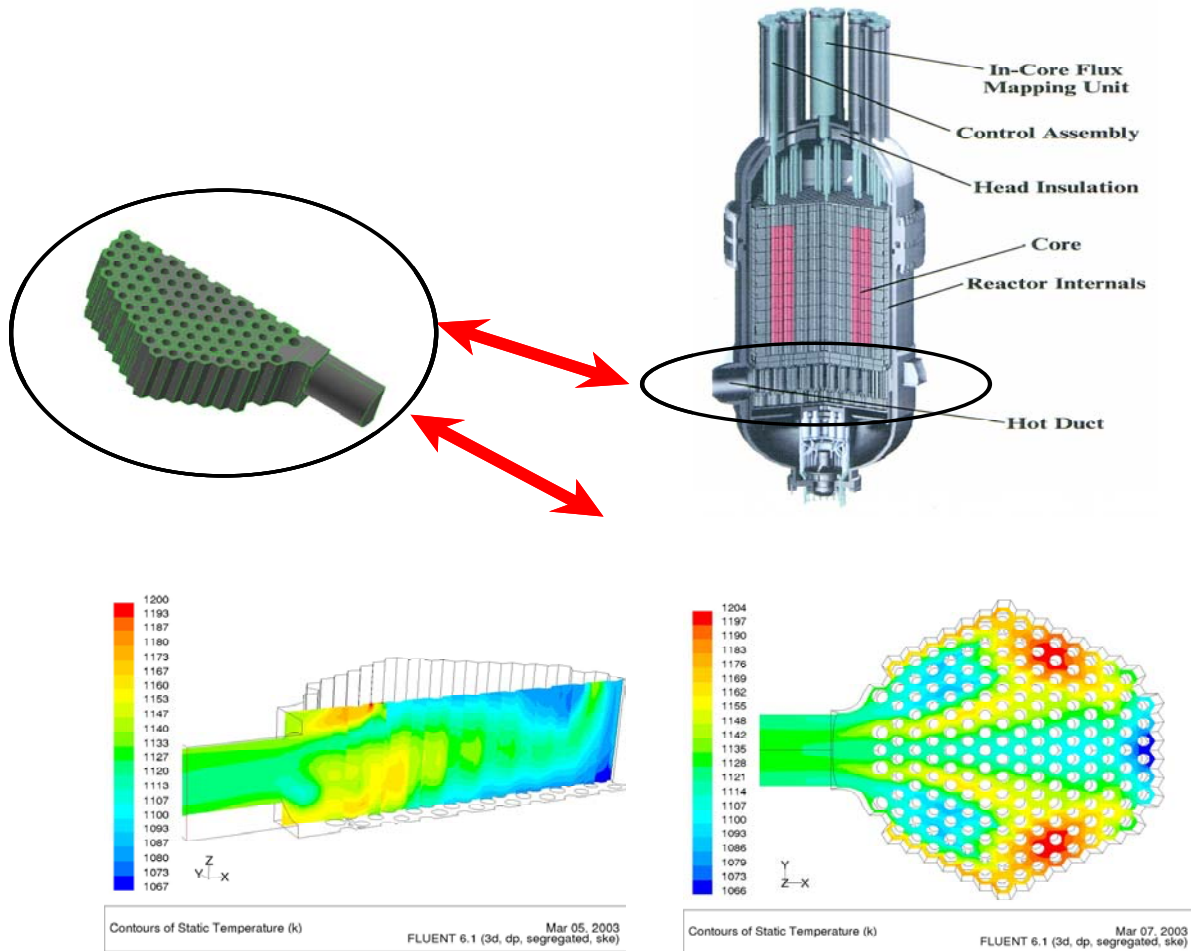 In-Core Flux
Mapping Unit
Control Assembly
Head Insulation
Core
Reactor Internals
Hot Duct
1200
1193
1187
1180
1173
1167
1160
1153
1147
1140
1133
1127
1120
1113
1107
1100
1093
1087
1080
1073
1067
Z
Y X
Contours of Static Temperature (k)
Mar 05, 2003
FLUENT 6.1 (3d, dp, segregated, ske)
1204
1197
1190
1183
1176
1169
1162
1155
1148
1142
1135
1128
1121
1114
1107
1100
1093
1086
1079
1073
1066
Y
Z X
Contours of Static Temperature (k)
Mar 07, 2003
FLUENT 6.1 (3d, dp, segregated, ske)